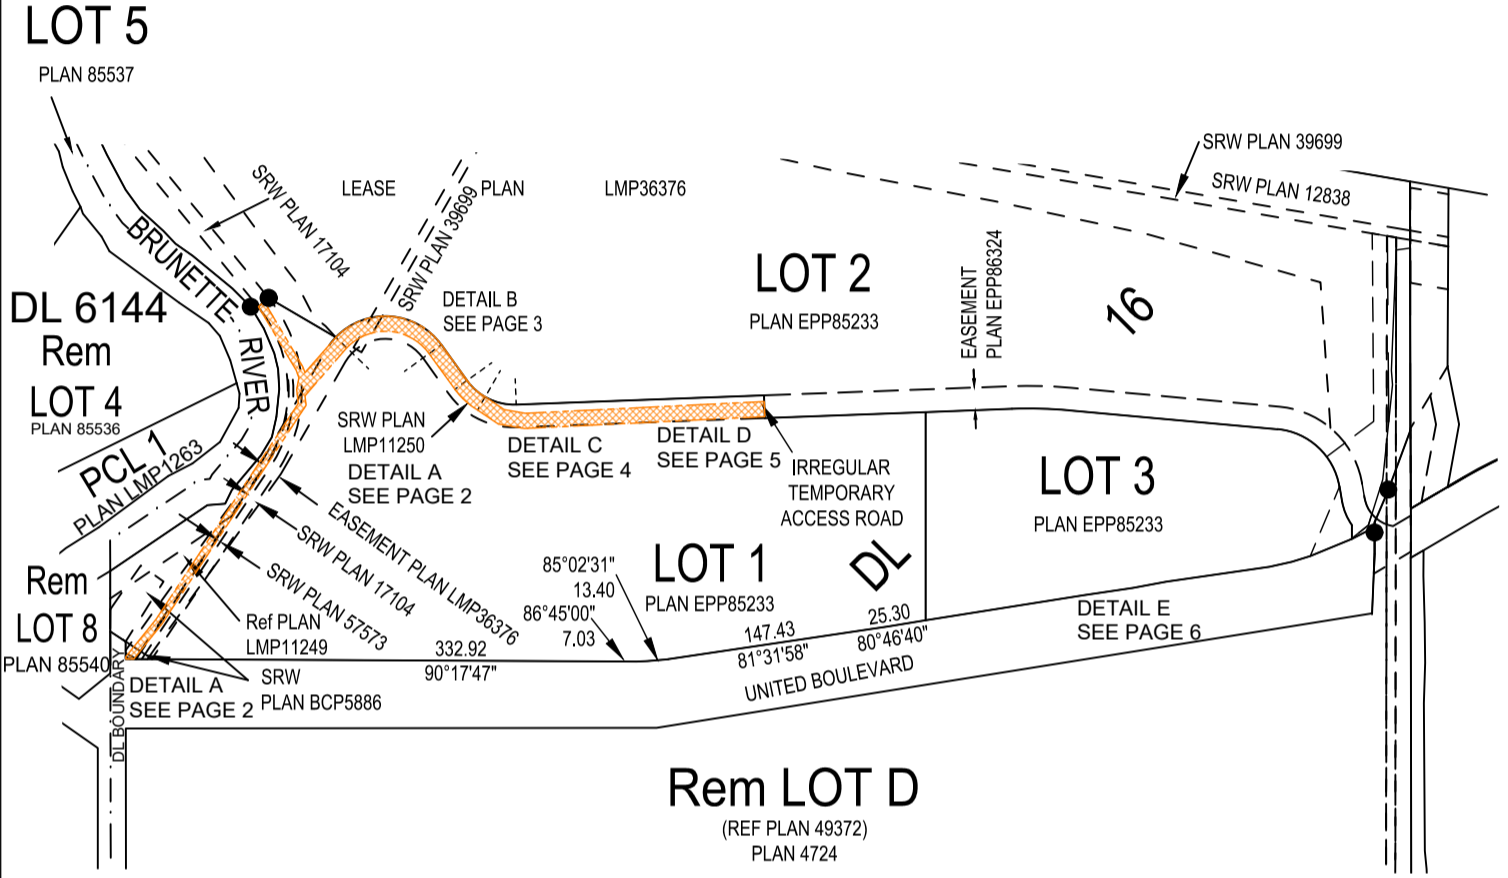 LOT 5
PLAN 85537
SRW PLAN 39699
SRW PLAN 12838
LEASE PLAN LMP36376
SRW PLAN 17104
SRW PLAN 39699
BRUNETTE RIVER
DL 6144
Rem
LOT 4
PLAN 85536
PCL 1
PLAN LMP1263
DETAIL B
SEE PAGE 3
LOT 2
PLAN EPP85233
EASEMENT
PLAN EPP86324
16
SRW PLAN
LMP11250
DETAIL A
SEE PAGE 2
DETAIL C
SEE PAGE 4
DETAIL D
SEE PAGE 5
IRREGULAR
TEMPORARY
ACCESS ROAD
LOT 3
PLAN EPP85233
EASEMENT PLAN LMP36376
SRW PLAN 17104
SRW PLAN 57573
Ref PLAN
LMP11249
SRW
PLAN BCP5886
Rem
LOT 8
PLAN 85540
DL BOUNDARY
DETAIL A
SEE PAGE 2
332.92
90°17'47"
85°02'31"
13.40
86°45'00"
7.03
LOT 1
PLAN EPP85233
DL
147.43
81°31'58"
25.30
80°46'40"
UNITED BOULEVARD
DETAIL E
SEE PAGE 6
Rem LOT D
(REF PLAN 49372)
PLAN 4724